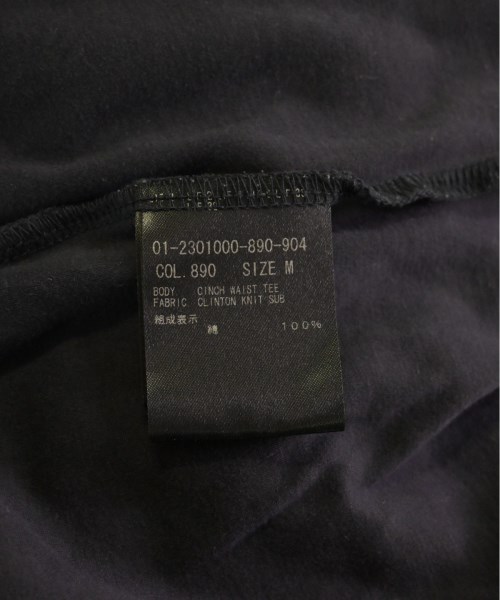 01-2301000-890-904
COL.890 SIZE M
BODY CINCH WAIST TEE
FABRIC CLINTON KNIT SUB
組成表示
綿 100%